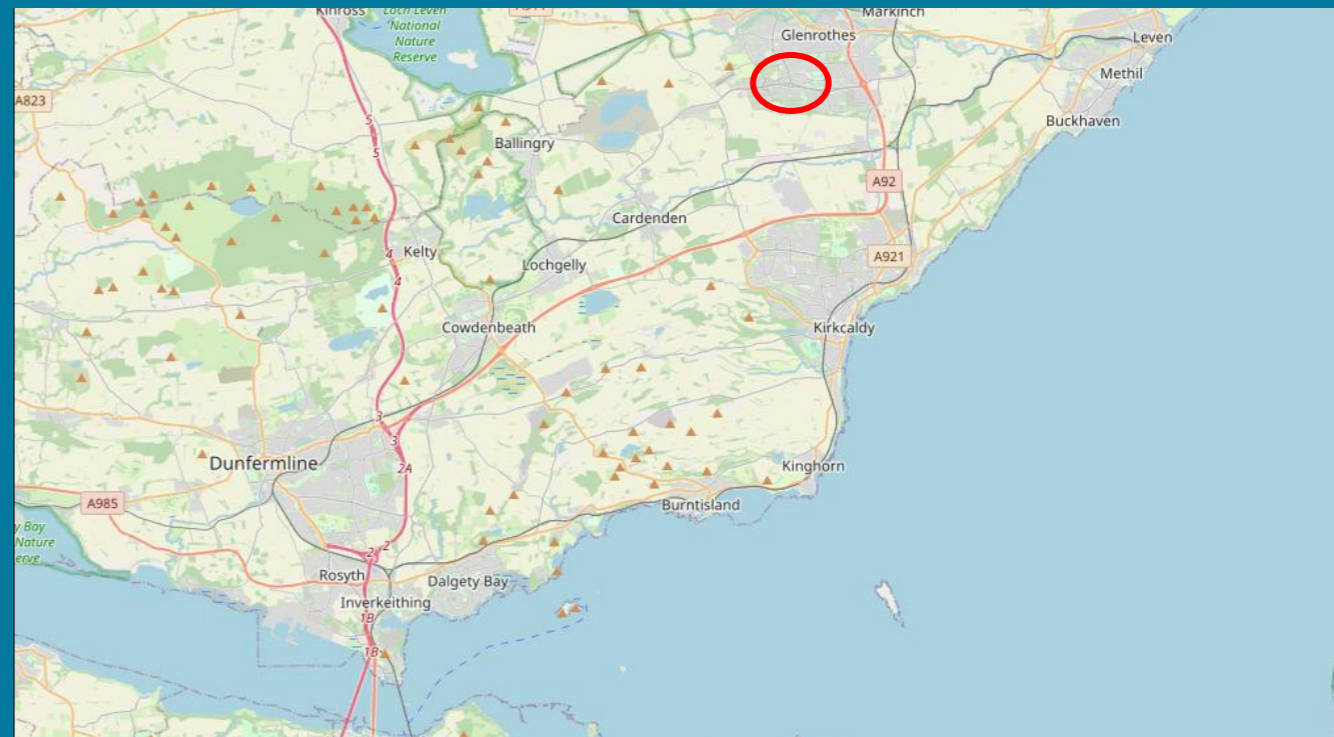 Kinross
Loch Leven
National
Nature
Reserve
Markinch
Glenrothes
Leven
Methil
Buckhaven
A823
5
5
Ballingry
A92
Cardenden
Kelty
4
4
Lochgelly
A921
Cowdenbeath
Kirkcaldy
3
3
2A
Dunfermline
Kinghorn
A985
Burntisland
y Bay
Nature
erve
2
2
Rosyth
Dalgety Bay
Inverkeithing
1B
1B